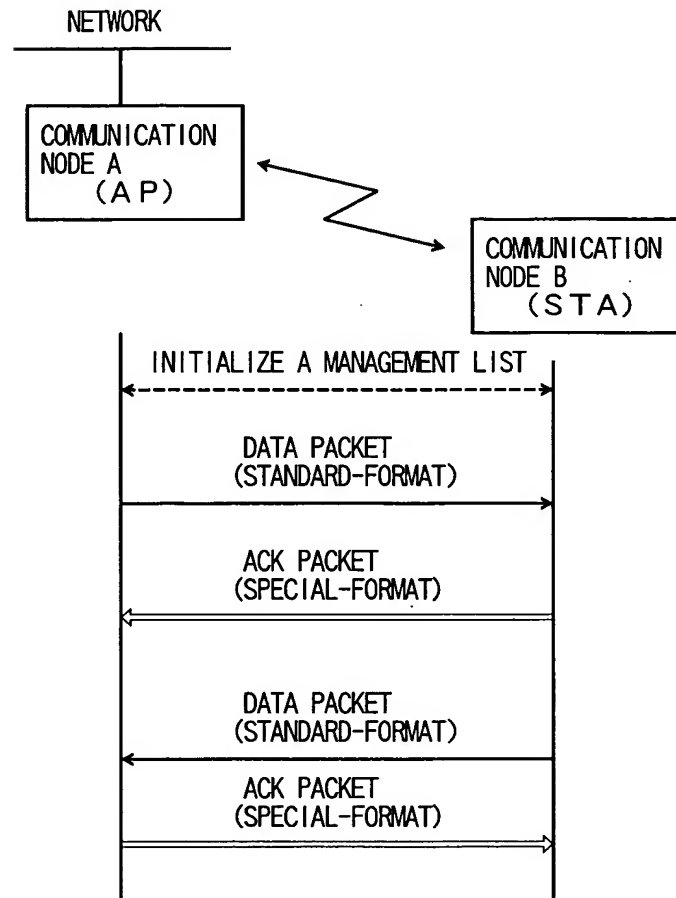 NETWORK
COMMUNICATION
NODE A
(AP)
COMMUNICATION
NODE B
(STA)
INITIALIZE A MANAGEMENT LIST
DATA PACKET
(STANDARD-FORMAT)
ACK PACKET
(SPECIAL-FORMAT)
DATA PACKET
(STANDARD-FORMAT)
ACK PACKET
(SPECIAL-FORMAT)